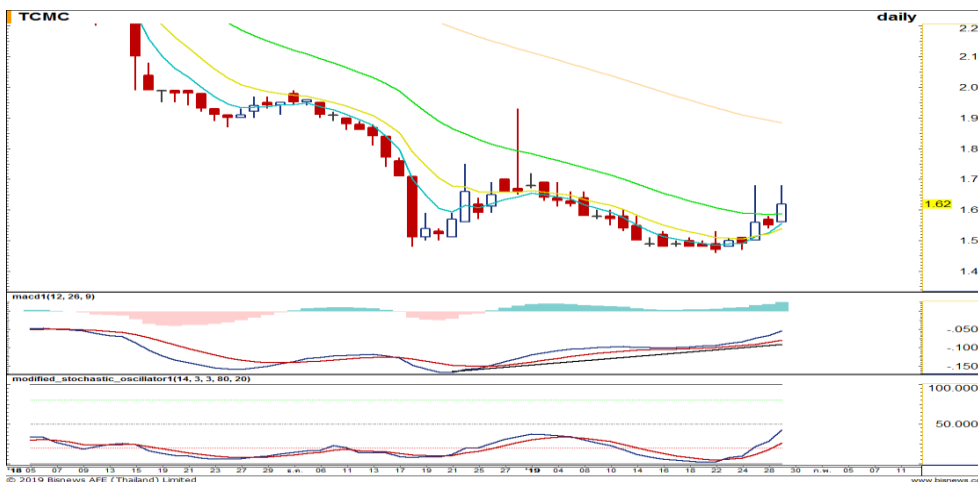 TCMC daily
2.2
2.1
2.0
1.9
1.8
1.7
1.62 1.6
1.5
1.4
macd1(12, 26, 9)
-.050
-.100
-.150
modified_stochastic_oscillator1(14, 3, 3, 80, 20)
100.000
50.000
'18 05 07 09 13 15 19 21 23 27 29 ธ.ค. 06 11 13 17 19 21 25 27 '19 04 08 10 14 16 18 22 24 28 30 ก.พ. 05 07 11
© 2019 Bisnews AFE (Thailand) Limited www.bisnews.co